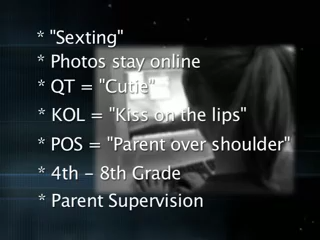 * "Sexting"
* Photos stay online
* QT = "Cutie"
* KOL = "Kiss on the lips"
* POS = "Parent over shoulder"
* 4th - 8th Grade
* Parent Supervision